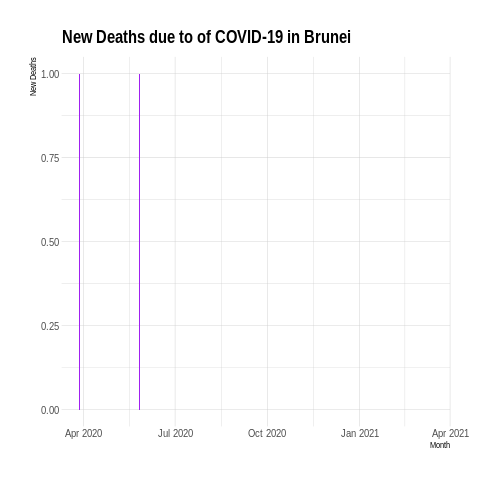 New Deaths due to of COVID-19 in Brunei
New Deaths
1.00
0.75
0.50
0.25
0.00
Apr 2020 Jul 2020 Oct 2020 Jan 2021 Apr 2021
Month